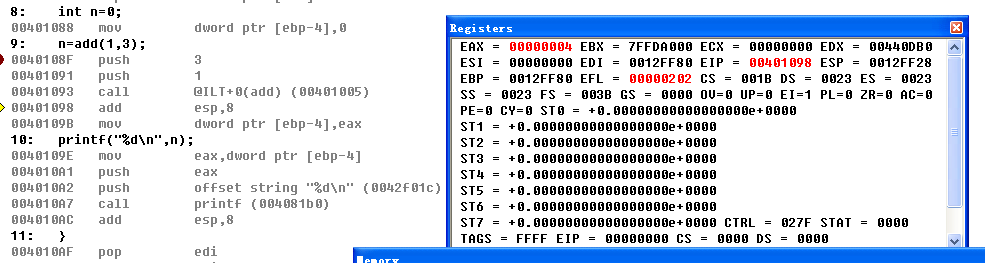 8:    int n=0;
00401088   mov         dword ptr [ebp-4],0
9:    n=add(1,3);
0040108F   push        3
00401091   push        1
00401093   call        @ILT+0(add) (00401005)
00401098   add         esp,8
0040109B   mov         dword ptr [ebp-4],eax
10:   printf("%d\n",n);
0040109E   mov         eax,dword ptr [ebp-4]
004010A1   push        eax
004010A2   push        offset string "%d\n" (0042f01c)
004010A7   call        printf (004081b0)
004010AC   add         esp,8
11:   }
004010AF   pop         edi
Registers
EAX = 00000004 EBX = 7FFDA000 ECX = 00000000 EDX = 00440DB0
ESI = 00000000 EDI = 0012FF80 EIP = 00401098 ESP = 0012FF28
EBP = 0012FF80 EFL = 00000202 CS = 001B DS = 0023 ES = 0023
SS = 0023 FS = 003B GS = 0000 OV=0 UP=0 EI=1 PL=0 ZR=0 AC=0
PE=0 CY=0 ST0 = +0.00000000000000000e+0000
ST1 = +0.00000000000000000e+0000
ST2 = +0.00000000000000000e+0000
ST3 = +0.00000000000000000e+0000
ST4 = +0.00000000000000000e+0000
ST5 = +0.00000000000000000e+0000
ST6 = +0.00000000000000000e+0000
ST7 = +0.00000000000000000e+0000 CTRL = 027F STAT = 0000
TAGS = FFFF EIP = 00000000 CS = 0000 DS = 0000
Memory